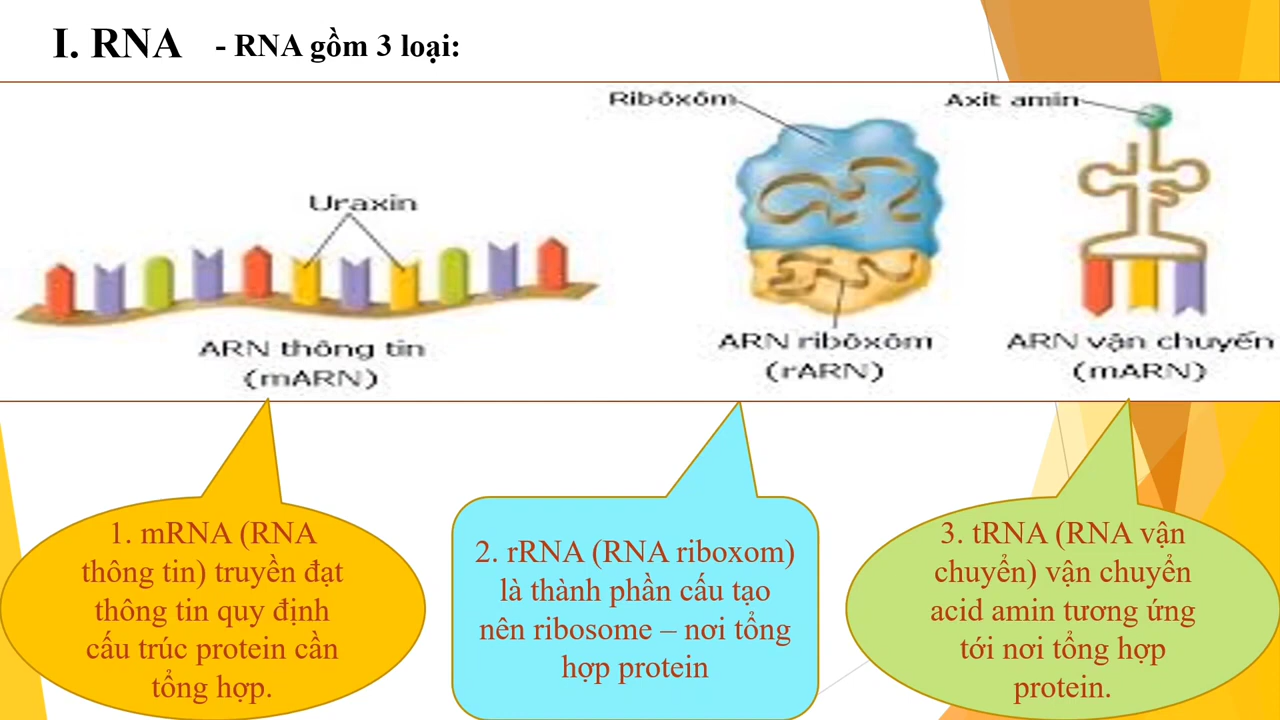 I. RNA - RNA gồm 3 loại:
Ribôxôm
Axit amin
Uraxin
ARN thông tin
(mARN)
ARN ribôxôm
(rARN)
ARN vận chuyển
(mARN)
1. mRNA (RNA
thông tin) truyền đạt
thông tin quy định
cấu trúc protein cần
tổng hợp.
2. rRNA (RNA riboxom)
là thành phần cấu tạo
nên ribosome – nơi tổng
hợp protein
3. tRNA (RNA vận
chuyển) vận chuyển
acid amin tương ứng
tới nơi tổng hợp
protein.